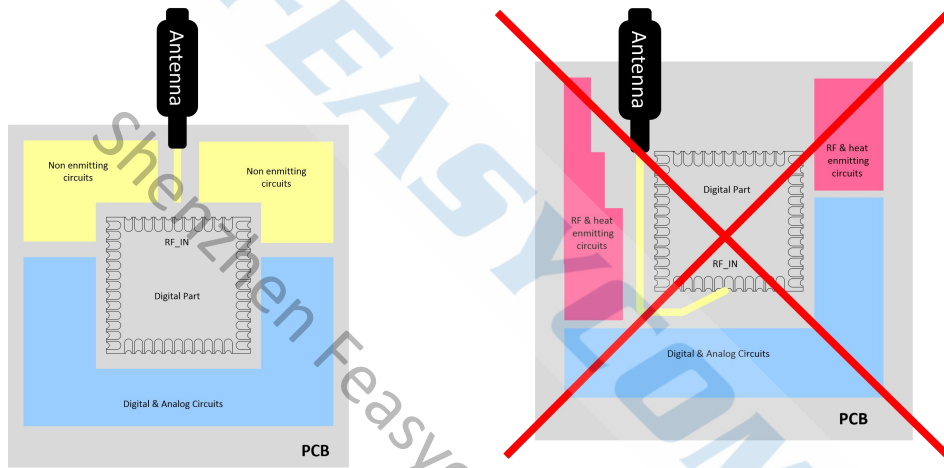 Antenna
Non enmitting
circuits
Non enmitting
circuits
RF_IN
Digital Part
Digital & Analog Circuits
PCB
Antenna
RF & heat
enmitting
circuits
Digital Part
RF & heat
enmitting
circuits
RF_IN
Digital & Analog Circuits
PCB
Shenzhen Feasyc
FEASYCOM